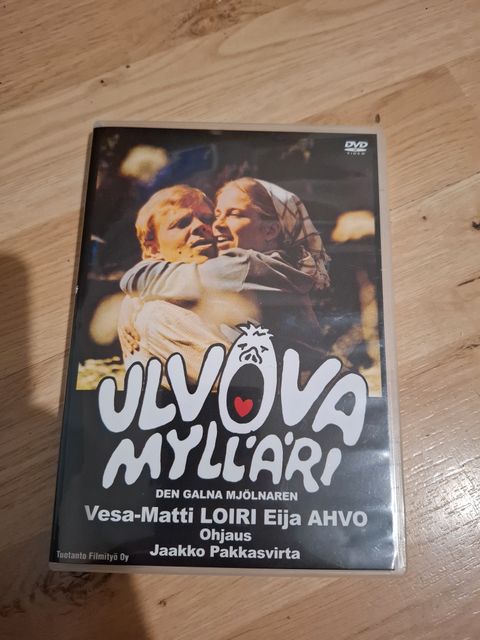 DVD
VIDEO
ULVOVA
MYLLÄRI
DEN GALNA MJÖLNAREN
Vesa-Matti LOIRI Eija AHVO
Ohjaus
Jaakko Pakkasvirta
Tuotanto Filmityö Oy